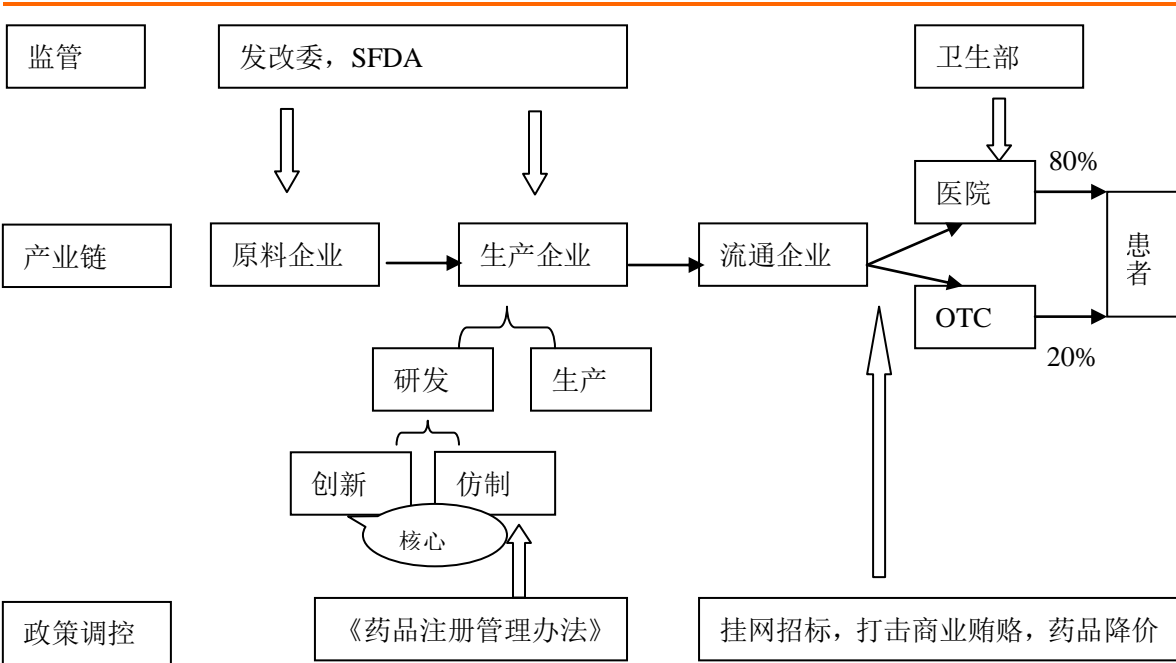 监管
发改委，SFDA
卫生部
80%
医院
产业链
原料企业
生产企业
流通企业
患者
OTC
20%
研发
生产
创新
仿制
核心
政策调控
《药品注册管理办法》
挂网招标，打击商业贿赂，药品降价